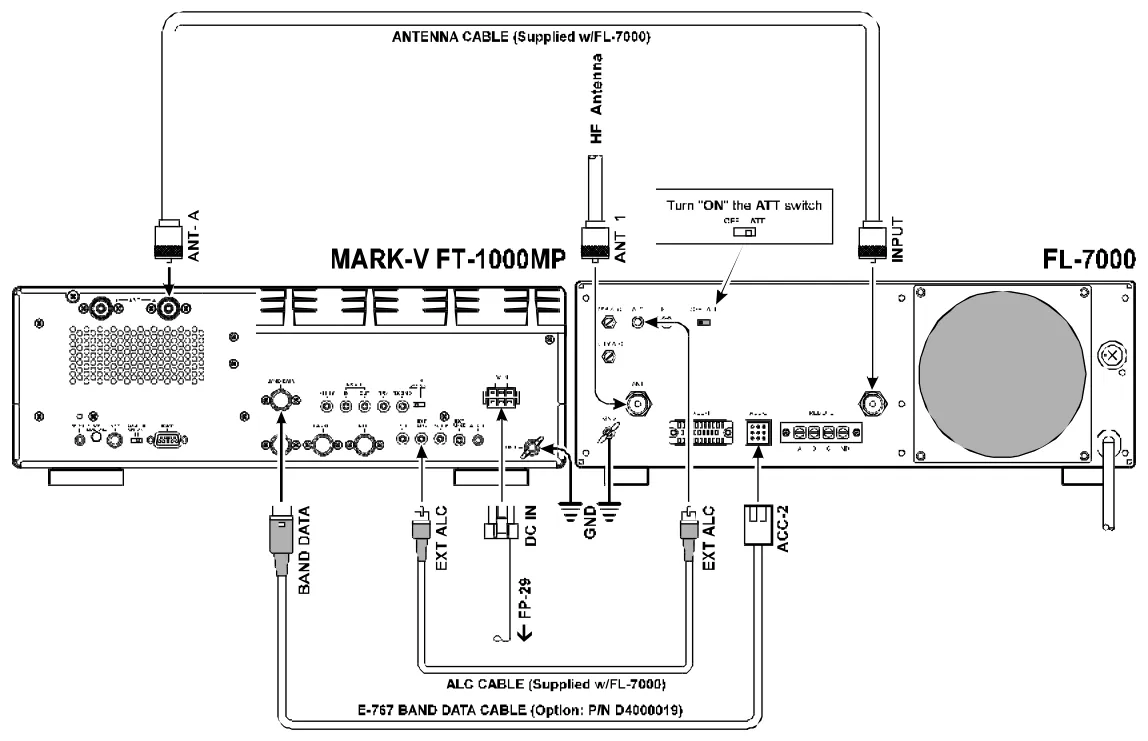 ANTENNA CABLE (Supplied w/FL-7000)
HF Antenna
ANT- A
ANT 1
Turn "ON" the ATT switch
OFF ATT
INPUT
MARK-V FT-1000MP
FL-7000
BAND DATA
EXT ALC
DC IN
GND
EXT ALC
ACC-2
FP-29
ALC CABLE (Supplied w/FL-7000)
E-767 BAND DATA CABLE (Option: P/N D4000019)